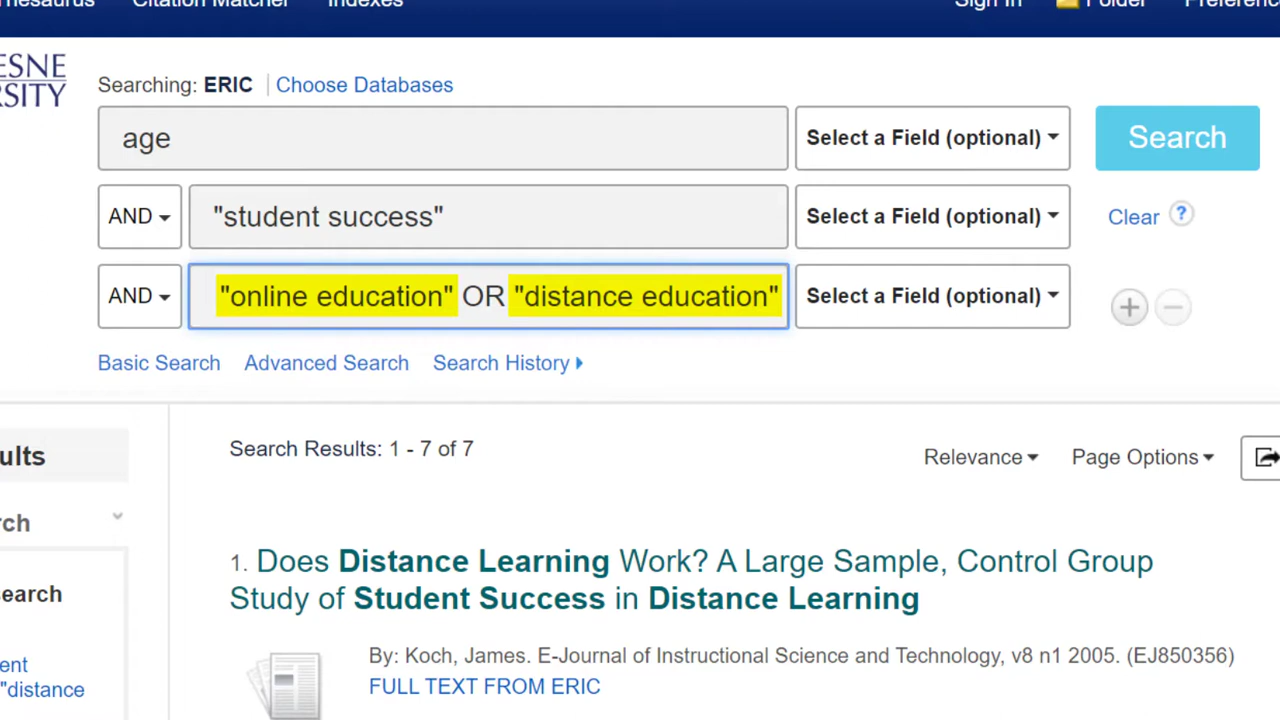 Thesaurus Citation Matcher Indexes Sign In Folder Preferenc
ESNE
RSITY
Searching: ERIC Choose Databases
age Select a Field (optional) Search
AND "student success" Select a Field (optional) Clear ?
AND "online education" OR "distance education" Select a Field (optional)
Basic Search Advanced Search Search History
ults
Search Results: 1 - 7 of 7 Relevance Page Options
rch
1. Does Distance Learning Work? A Large Sample, Control Group
Study of Student Success in Distance Learning
earch
By: Koch, James. E-Journal of Instructional Science and Technology, v8 n1 2005. (EJ850356)
ent
FULL TEXT FROM ERIC
"distance